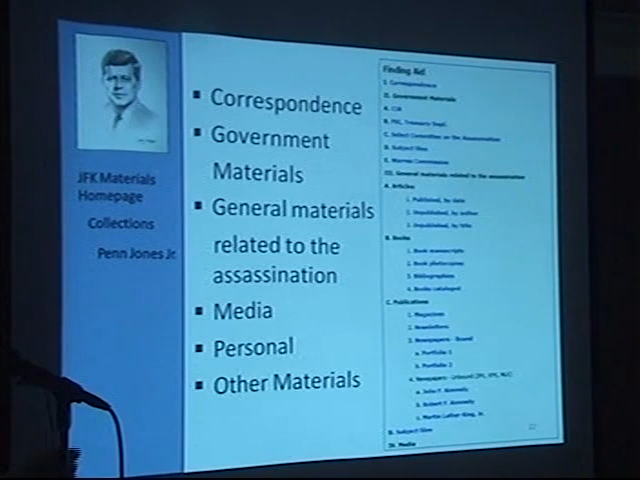 JFK Materials
Homepage
Collections
Penn Jones Jr.
▪ Correspondence
▪ Government
Materials
▪ General materials
related to the
assassination
▪ Media
▪ Personal
▪ Other Materials
Finding Aid
I. Correspondence
II. Government Materials
A. CIA
B. FBI, Treasury Dept.
C. Select Committee on the Assassination
D. Subject files
E. Warren Commission
III. General materials related to the assassination
A. Articles
1. Published, by date
2. Unpublished, by author
3. Unpublished, by title
B. Books
1. Book manuscripts
2. Book photocopies
3. Bibliographies
4. Books cataloged
C. Publications
1. Magazines
2. Newsletters
3. Newspapers - Bound
a. Portfolio 1
b. Portfolio 2
4. Newspapers - Unbound (JFK, RFK, MLK)
a. John F. Kennedy
b. Robert F. Kennedy
c. Martin Luther King, Jr.
D. Subject files
IV. Media